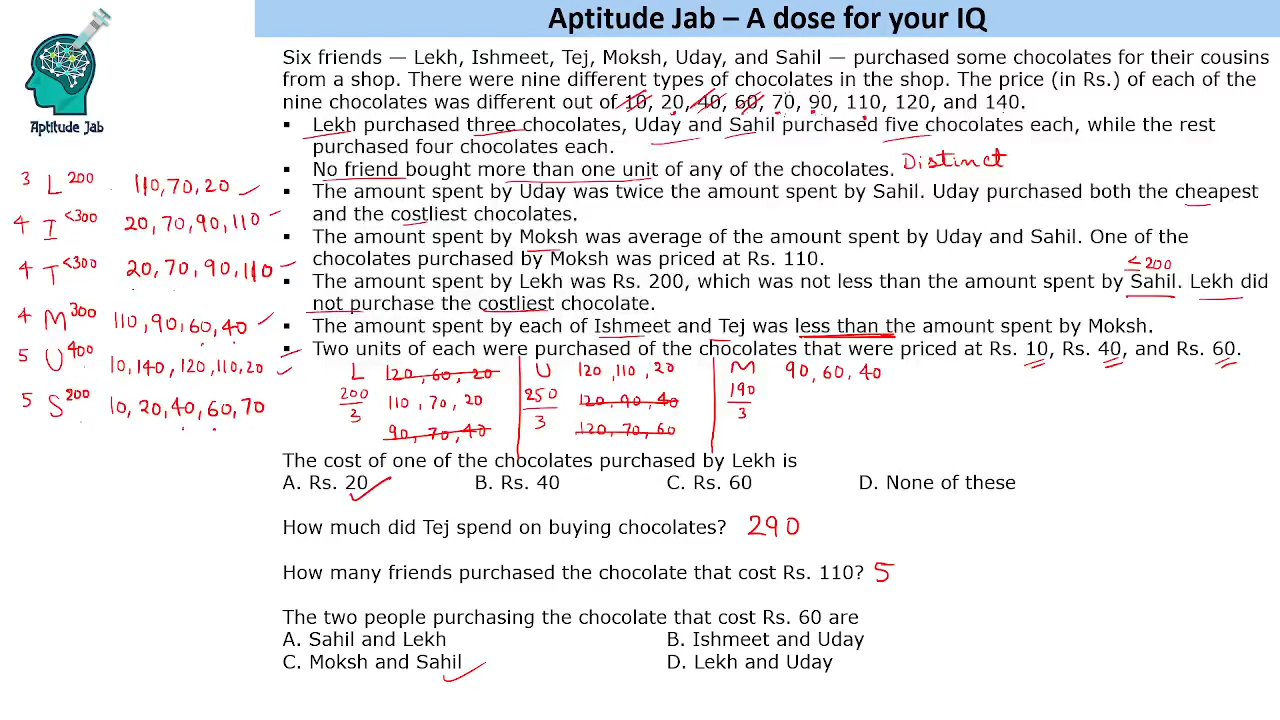 Aptitude Jab – A dose for your IQ
Aptitude Jab
Six friends — Lekh, Ishmeet, Tej, Moksh, Uday, and Sahil — purchased some chocolates for their cousins
from a shop. There were nine different types of chocolates in the shop. The price (in Rs.) of each of the
nine chocolates was different out of 10, 20, 40, 60, 70, 90, 110, 120, and 140.
▪ Lekh purchased three chocolates, Uday and Sahil purchased five chocolates each, while the rest
purchased four chocolates each.
▪ No friend bought more than one unit of any of the chocolates. Distinct
▪ The amount spent by Uday was twice the amount spent by Sahil. Uday purchased both the cheapest
and the costliest chocolates.
▪ The amount spent by Moksh was average of the amount spent by Uday and Sahil. One of the
chocolates purchased by Moksh was priced at Rs. 110.
≤200
▪ The amount spent by Lekh was Rs. 200, which was not less than the amount spent by Sahil. Lekh did
not purchase the costliest chocolate.
▪ The amount spent by each of Ishmeet and Tej was less than the amount spent by Moksh.
▪ Two units of each were purchased of the chocolates that were priced at Rs. 10, Rs. 40, and Rs. 60.
3 L 200 110, 70, 20
4 I <300 20, 70, 90, 110
4 T <300 20, 70, 90, 110
4 M 300 110, 90, 60, 40
5 U 400 10, 140, 120, 110, 20
5 S 200 10, 20, 40, 60, 70
L 120, 60, 20
200/3 110, 70, 20
90, 70, 40
U 120, 110, 20
250/3 120, 90, 40
120, 70, 60
M 90, 60, 40
190/3
The cost of one of the chocolates purchased by Lekh is
A. Rs. 20 B. Rs. 40 C. Rs. 60 D. None of these
How much did Tej spend on buying chocolates? 290
How many friends purchased the chocolate that cost Rs. 110? 5
The two people purchasing the chocolate that cost Rs. 60 are
A. Sahil and Lekh B. Ishmeet and Uday
C. Moksh and Sahil D. Lekh and Uday